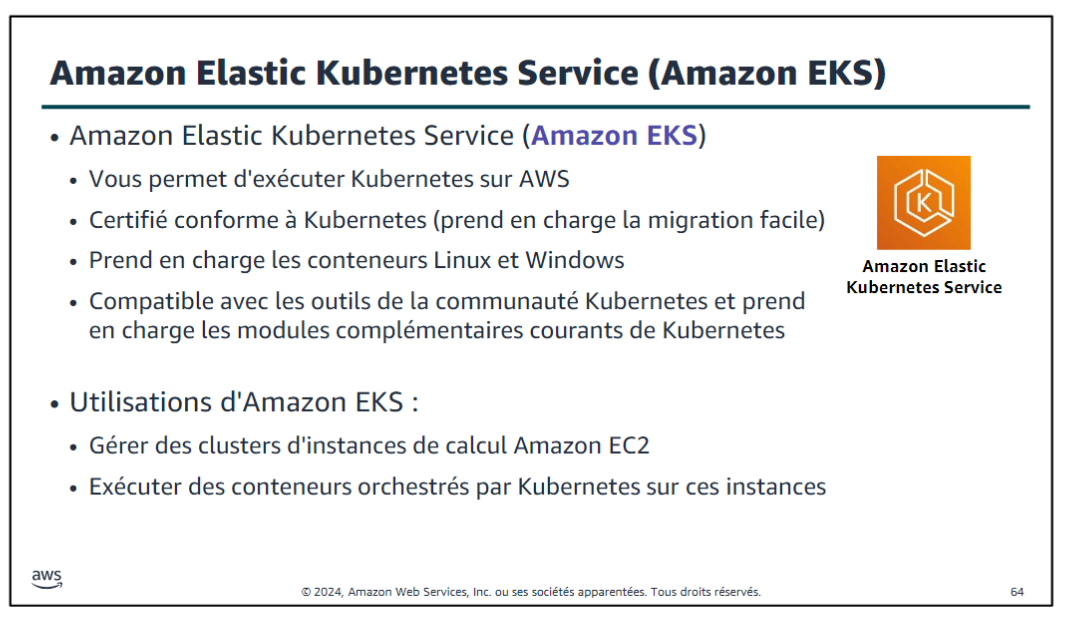 Amazon Elastic Kubernetes Service (Amazon EKS)
• Amazon Elastic Kubernetes Service (Amazon EKS)
• Vous permet d'exécuter Kubernetes sur AWS
• Certifié conforme à Kubernetes (prend en charge la migration facile)
• Prend en charge les conteneurs Linux et Windows
• Compatible avec les outils de la communauté Kubernetes et prend
en charge les modules complémentaires courants de Kubernetes
K
Amazon Elastic
Kubernetes Service
• Utilisations d'Amazon EKS :
• Gérer des clusters d'instances de calcul Amazon EC2
• Exécuter des conteneurs orchestrés par Kubernetes sur ces instances
aws
© 2024, Amazon Web Services, Inc. ou ses sociétés apparentées. Tous droits réservés.
64